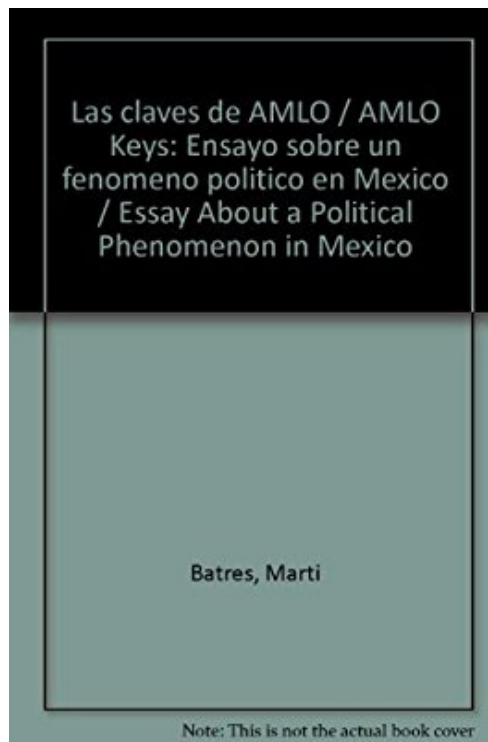 Las claves de AMLO / AMLO
Keys: Ensayo sobre un
fenomeno politico en Mexico
/ Essay About a Political
Phenomenon in Mexico
Batres, Marti
Note: This is not the actual book cover